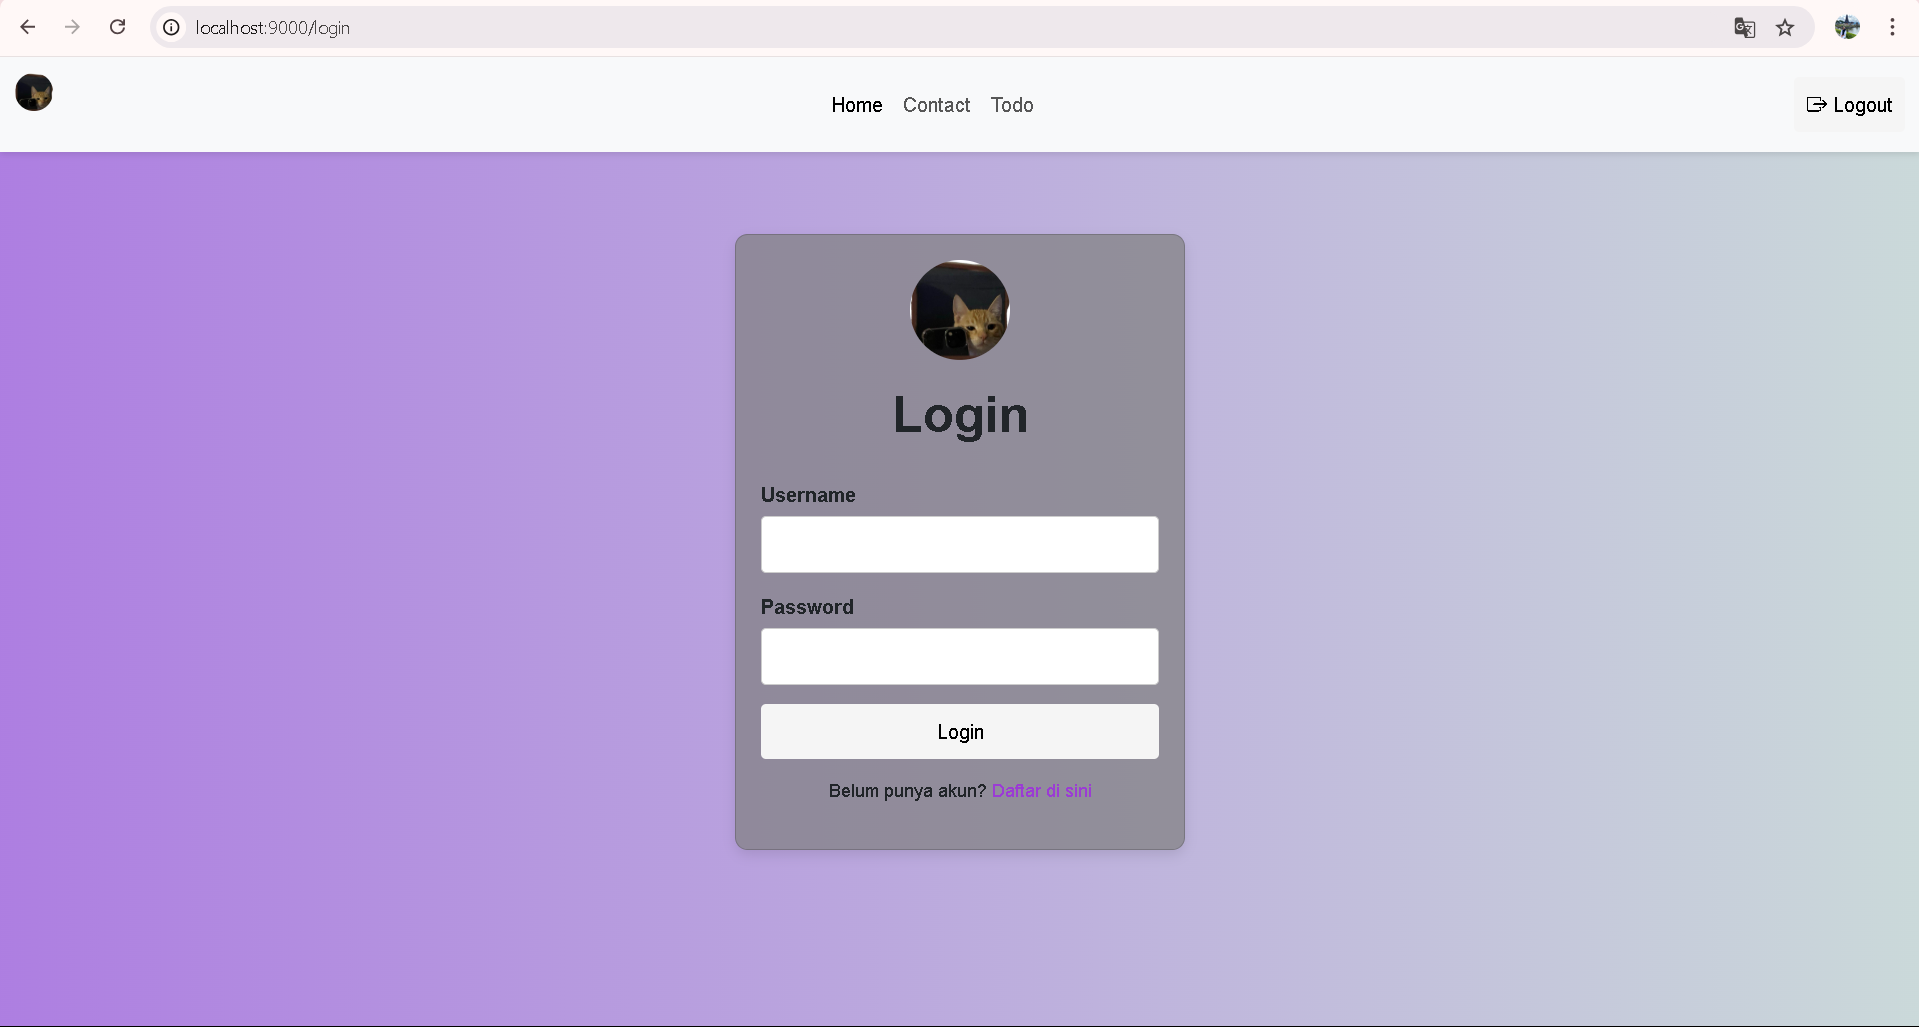 localhost:9000/login
Home Contact Todo
Logout
Login
Username
Password
Login
Belum punya akun? Daftar di sini